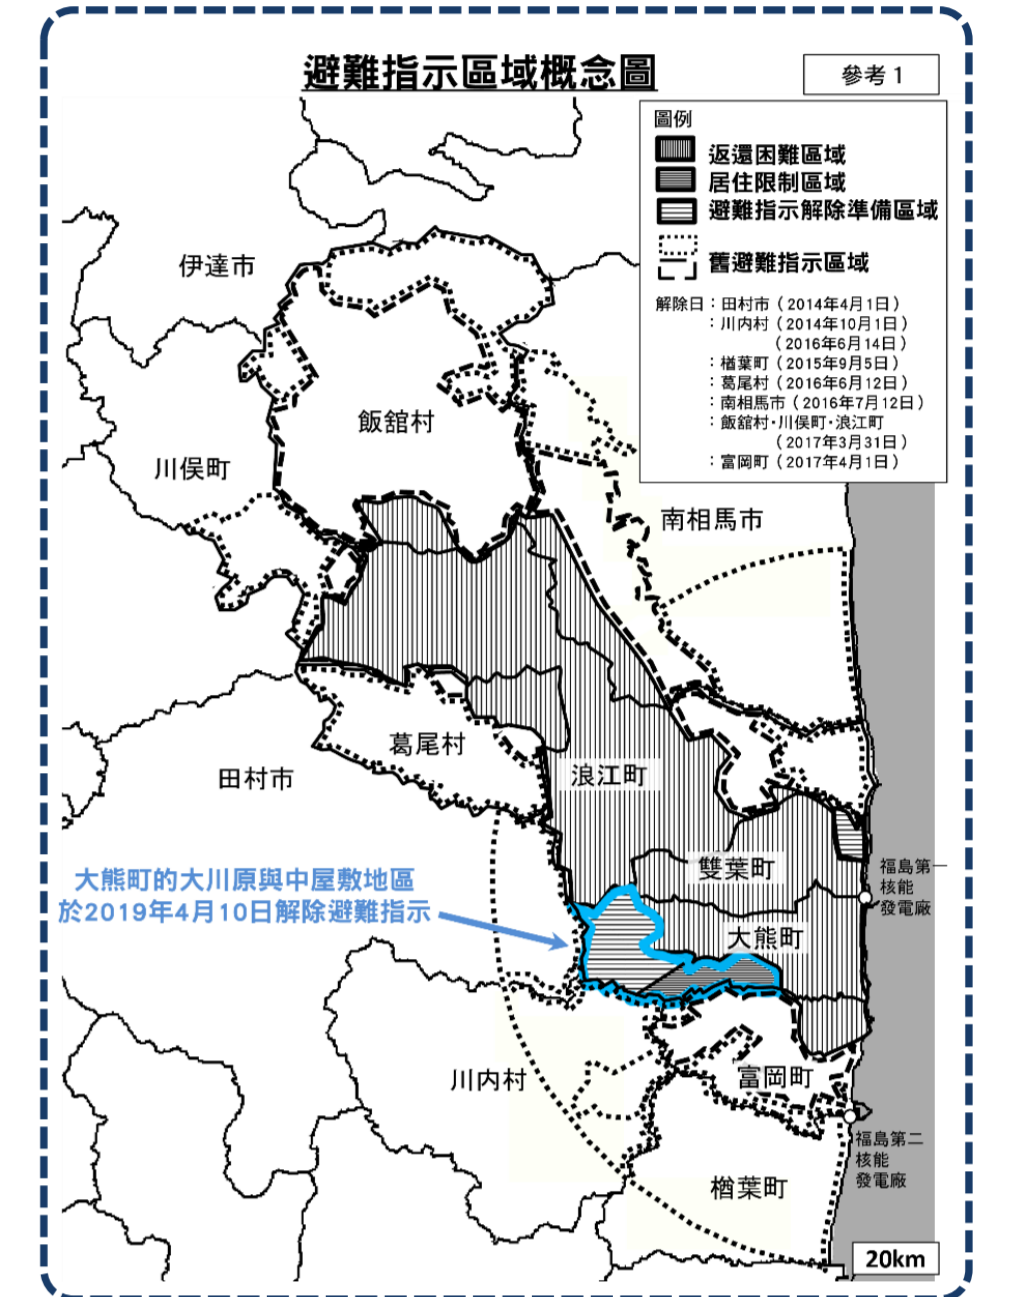 避難指示區域概念圖
參考 1
圖例
返還困難區域
居住限制區域
避難指示解除準備區域
舊避難指示區域
解除日：田村市（2014年4月1日）
：川內村（2014年10月1日）
（2016年6月14日）
：楢葉町（2015年9月5日）
：葛尾村（2016年6月12日）
：南相馬市（2016年7月12日）
：飯舘村・川俣町・浪江町
（2017年3月31日）
：富岡町（2017年4月1日）
伊達市
飯舘村
川俣町
南相馬市
葛尾村
田村市
浪江町
雙葉町
福島第一
核能
發電廠
大熊町的大川原與中屋敷地區
於2019年4月10日解除避難指示
大熊町
川內村
富岡町
福島第二
核能
發電廠
楢葉町
20km